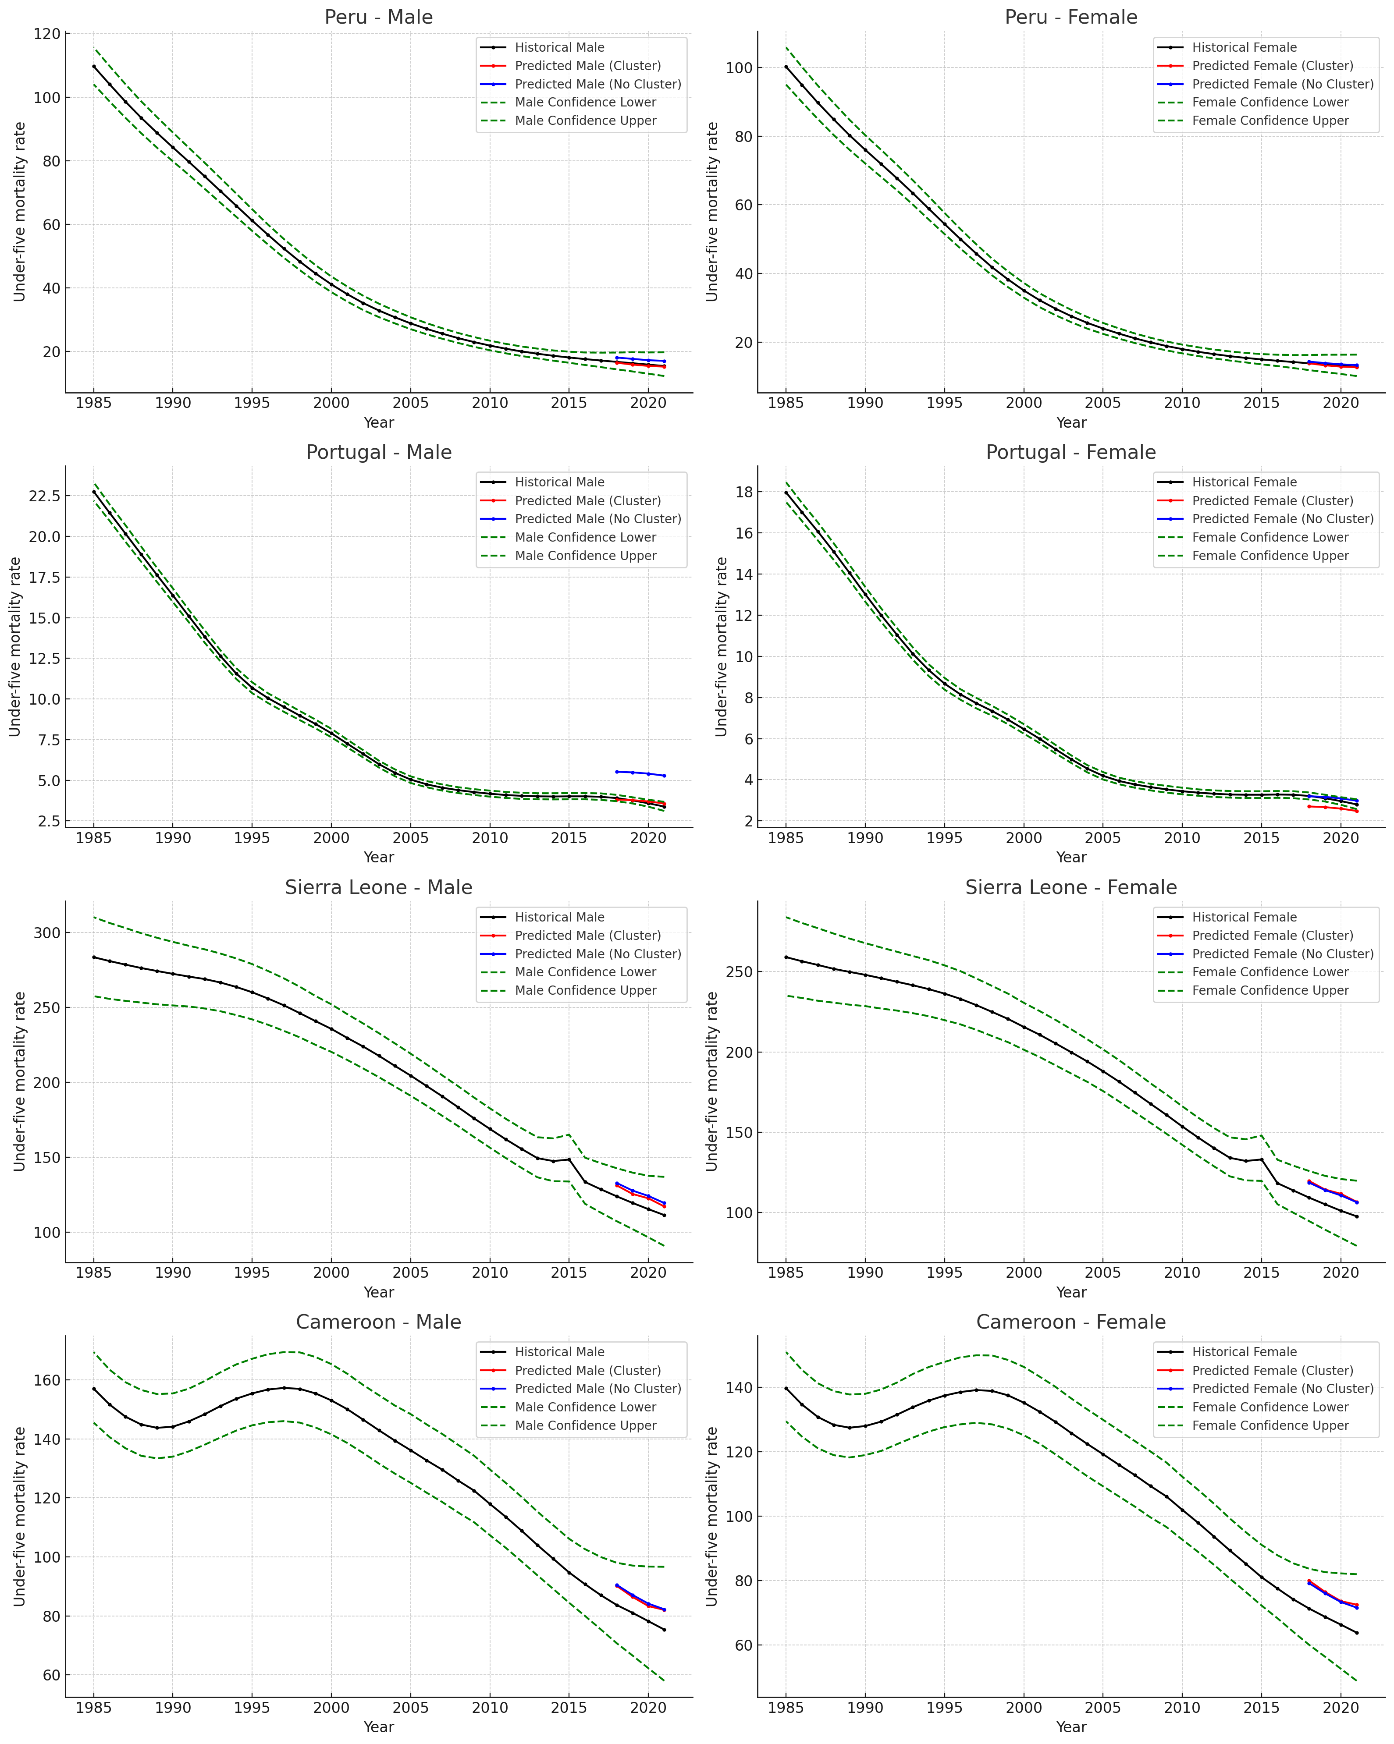 Peru - Male
Under-five mortality rate
120
100
80
60
40
20
Historical Male
Predicted Male (Cluster)
Predicted Male (No Cluster)
Male Confidence Lower
Male Confidence Upper
1985 1990 1995 2000 2005 2010 2015 2020
Year
Peru - Female
Under-five mortality rate
100
80
60
40
20
Historical Female
Predicted Female (Cluster)
Predicted Female (No Cluster)
Female Confidence Lower
Female Confidence Upper
1985 1990 1995 2000 2005 2010 2015 2020
Year
Portugal - Male
Under-five mortality rate
22.5
20.0
17.5
15.0
12.5
10.0
7.5
5.0
2.5
Historical Male
Predicted Male (Cluster)
Predicted Male (No Cluster)
Male Confidence Lower
Male Confidence Upper
1985 1990 1995 2000 2005 2010 2015 2020
Year
Portugal - Female
Under-five mortality rate
18
16
14
12
10
8
6
4
2
Historical Female
Predicted Female (Cluster)
Predicted Female (No Cluster)
Female Confidence Lower
Female Confidence Upper
1985 1990 1995 2000 2005 2010 2015 2020
Year
Sierra Leone - Male
Under-five mortality rate
300
250
200
150
100
Historical Male
Predicted Male (Cluster)
Predicted Male (No Cluster)
Male Confidence Lower
Male Confidence Upper
1985 1990 1995 2000 2005 2010 2015 2020
Year
Sierra Leone - Female
Under-five mortality rate
250
200
150
100
Historical Female
Predicted Female (Cluster)
Predicted Female (No Cluster)
Female Confidence Lower
Female Confidence Upper
1985 1990 1995 2000 2005 2010 2015 2020
Year
Cameroon - Male
Under-five mortality rate
160
140
120
100
80
60
Historical Male
Predicted Male (Cluster)
Predicted Male (No Cluster)
Male Confidence Lower
Male Confidence Upper
1985 1990 1995 2000 2005 2010 2015 2020
Year
Cameroon - Female
Under-five mortality rate
140
120
100
80
60
Historical Female
Predicted Female (Cluster)
Predicted Female (No Cluster)
Female Confidence Lower
Female Confidence Upper
1985 1990 1995 2000 2005 2010 2015 2020
Year